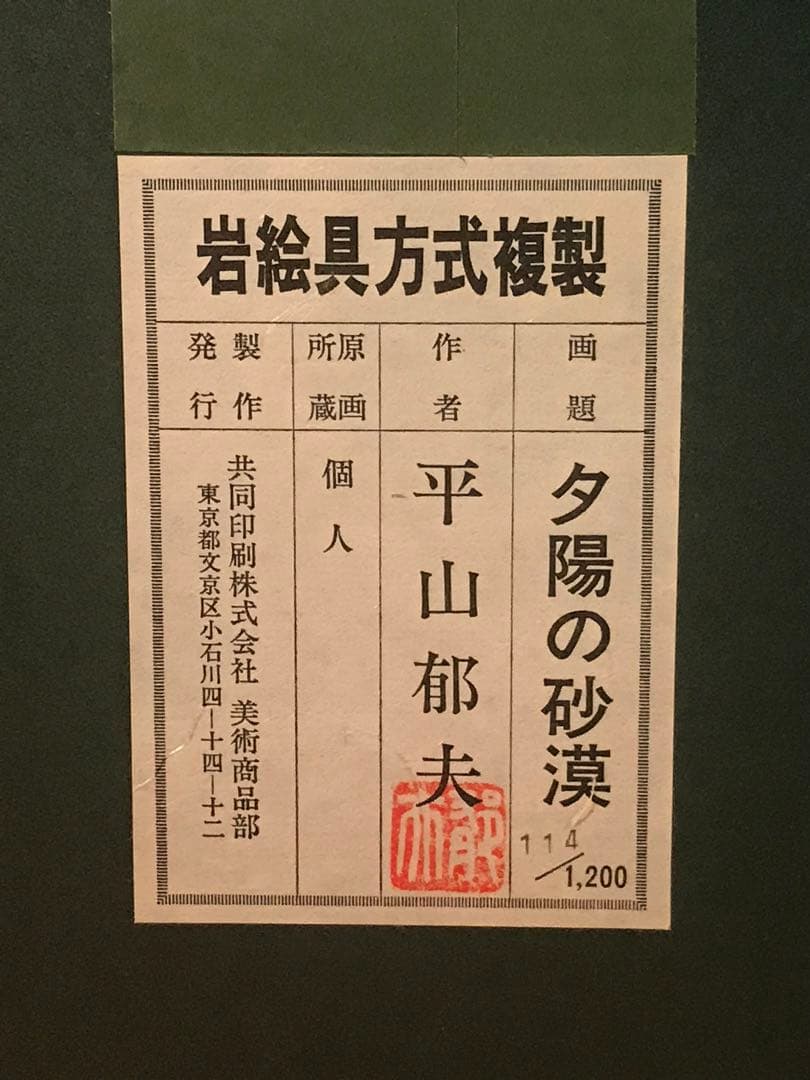 岩絵具方式複製
画題
夕陽の砂漠
114/1,200
作者
平山郁夫
原画所蔵
個人
製作発行
共同印刷株式会社 美術商品部
東京都文京区小石川四-十四-十二